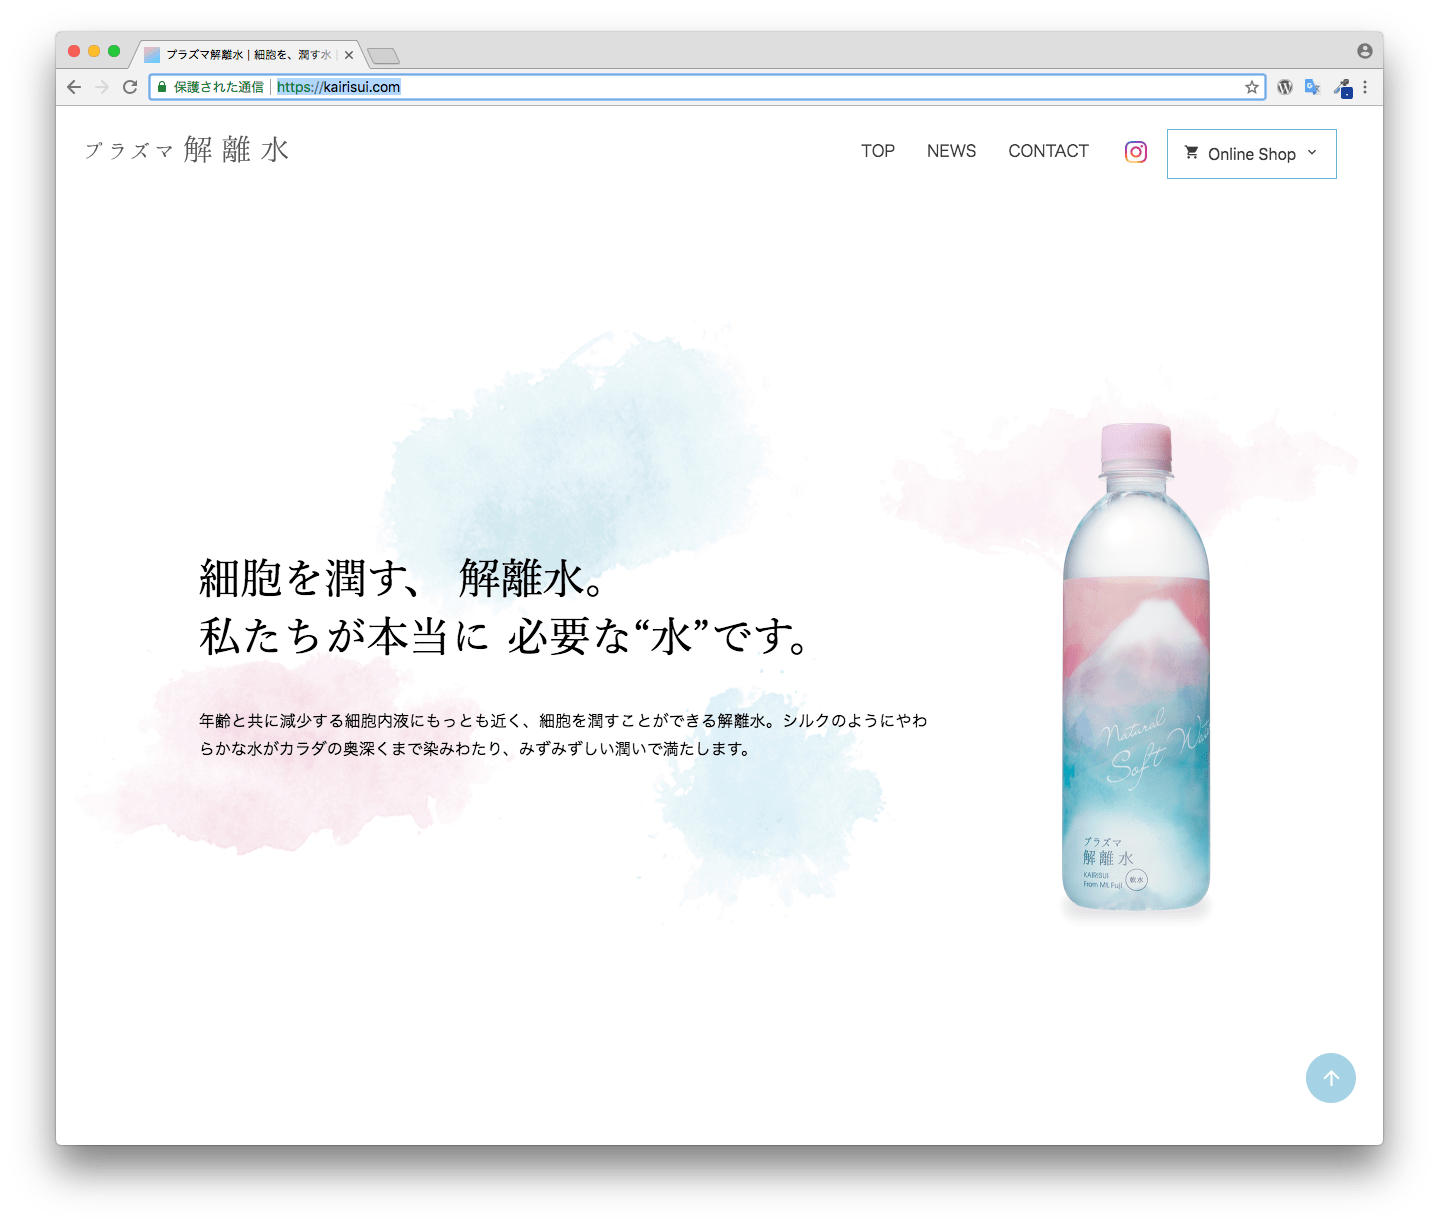 プラズマ解離水 | 細胞を、潤す水 |
保護された通信
https://kairisui.com
プラズマ 解離水
TOP
NEWS
CONTACT
Online Shop
細胞を潤す、 解離水。
私たちが本当に 必要な“水”です。
年齢と共に減少する細胞内液にもっとも近く、細胞を潤すことができる解離水。シルクのようにやわ
らかな水がカラダの奥深くまで染みわたり、みずみずしい潤いで満たします。
Natural
Soft
プラズマ
解離水
KAIRISUI
From Mt. Fuji
軟水